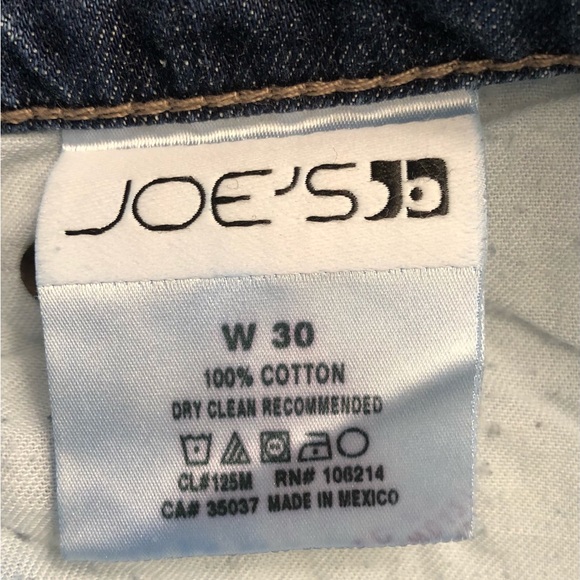 JOE'S
W 30
100% COTTON
DRY CLEAN RECOMMENDED
CL#125M RN# 106214
CA# 35037 MADE IN MEXICO